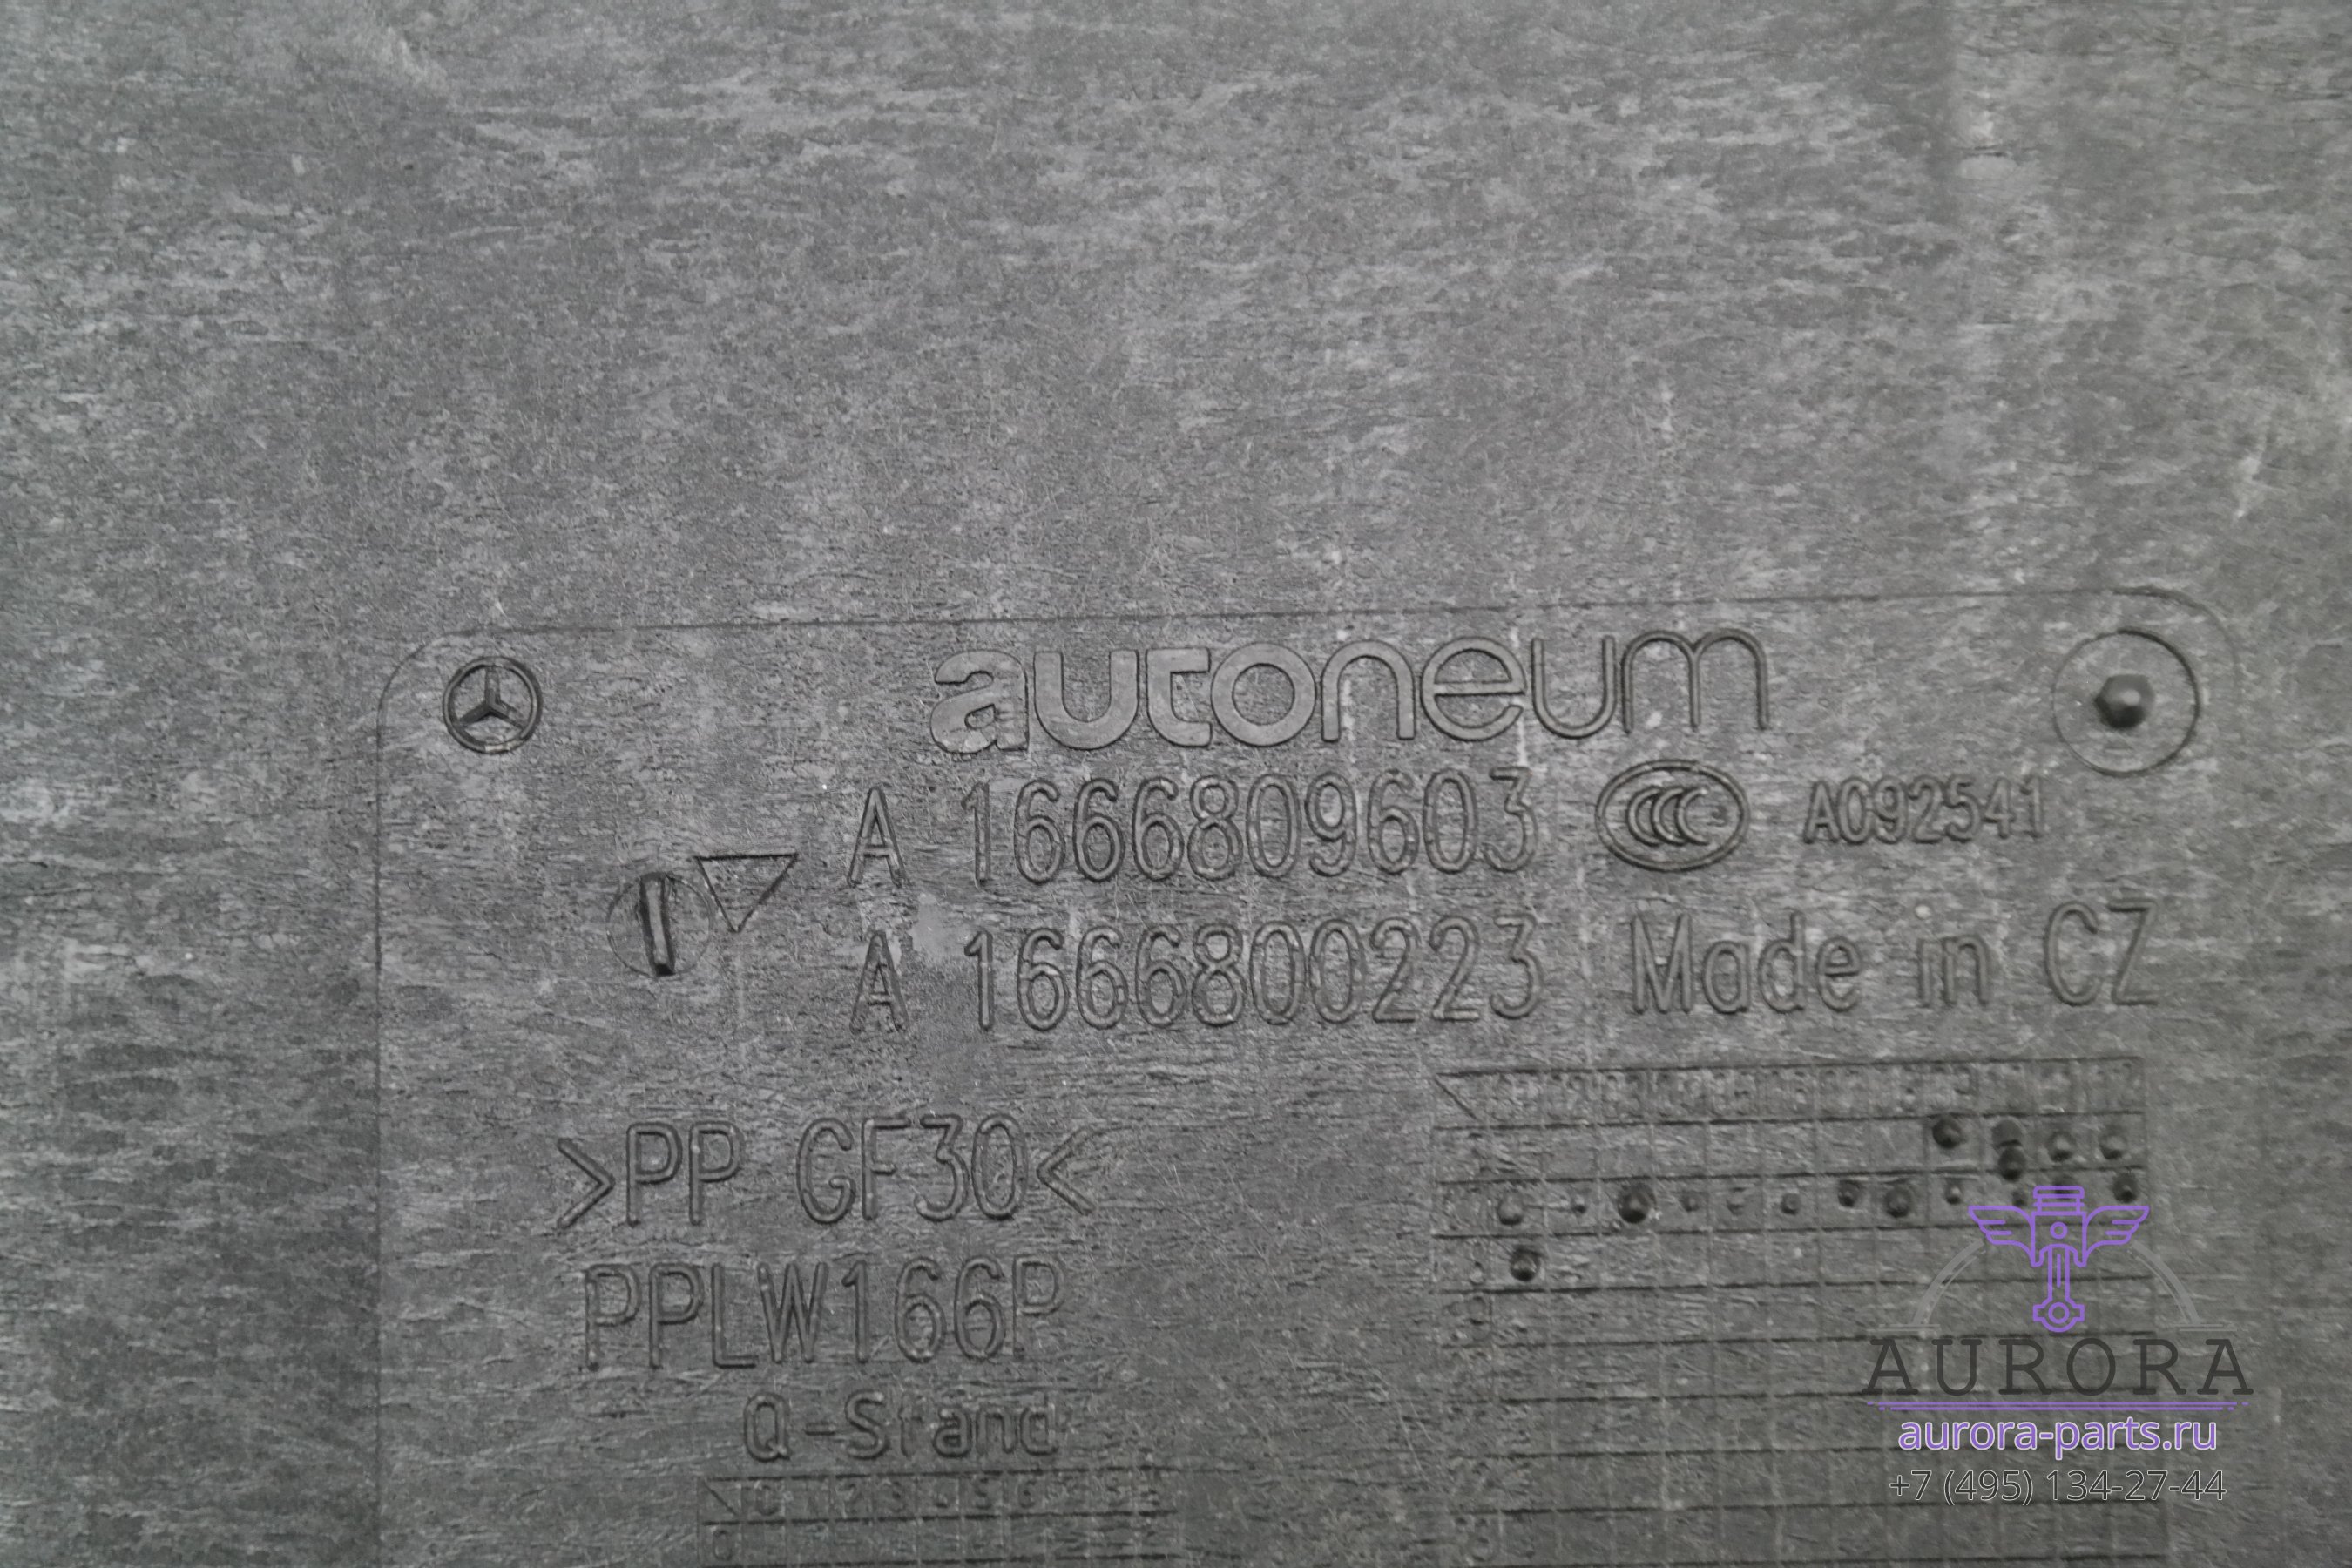 autoneum
A 1666809603 CCC A092541
A 1666800223 Made in CZ
>PP GF30<
PPLW166P
Q-Stand
AURORA
aurora-parts.ru
+7 (495) 134-27-44